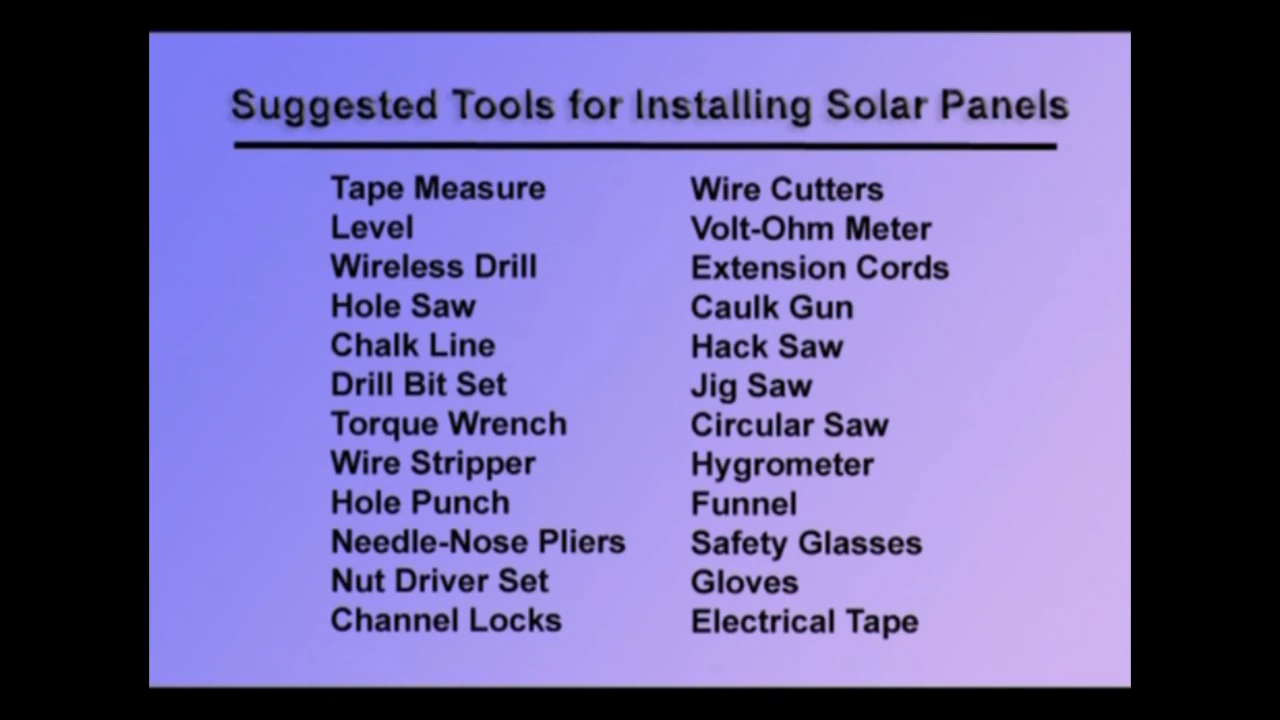 Suggested Tools for Installing Solar Panels
Tape Measure
Level
Wireless Drill
Hole Saw
Chalk Line
Drill Bit Set
Torque Wrench
Wire Stripper
Hole Punch
Needle-Nose Pliers
Nut Driver Set
Channel Locks
Wire Cutters
Volt-Ohm Meter
Extension Cords
Caulk Gun
Hack Saw
Jig Saw
Circular Saw
Hygrometer
Funnel
Safety Glasses
Gloves
Electrical Tape